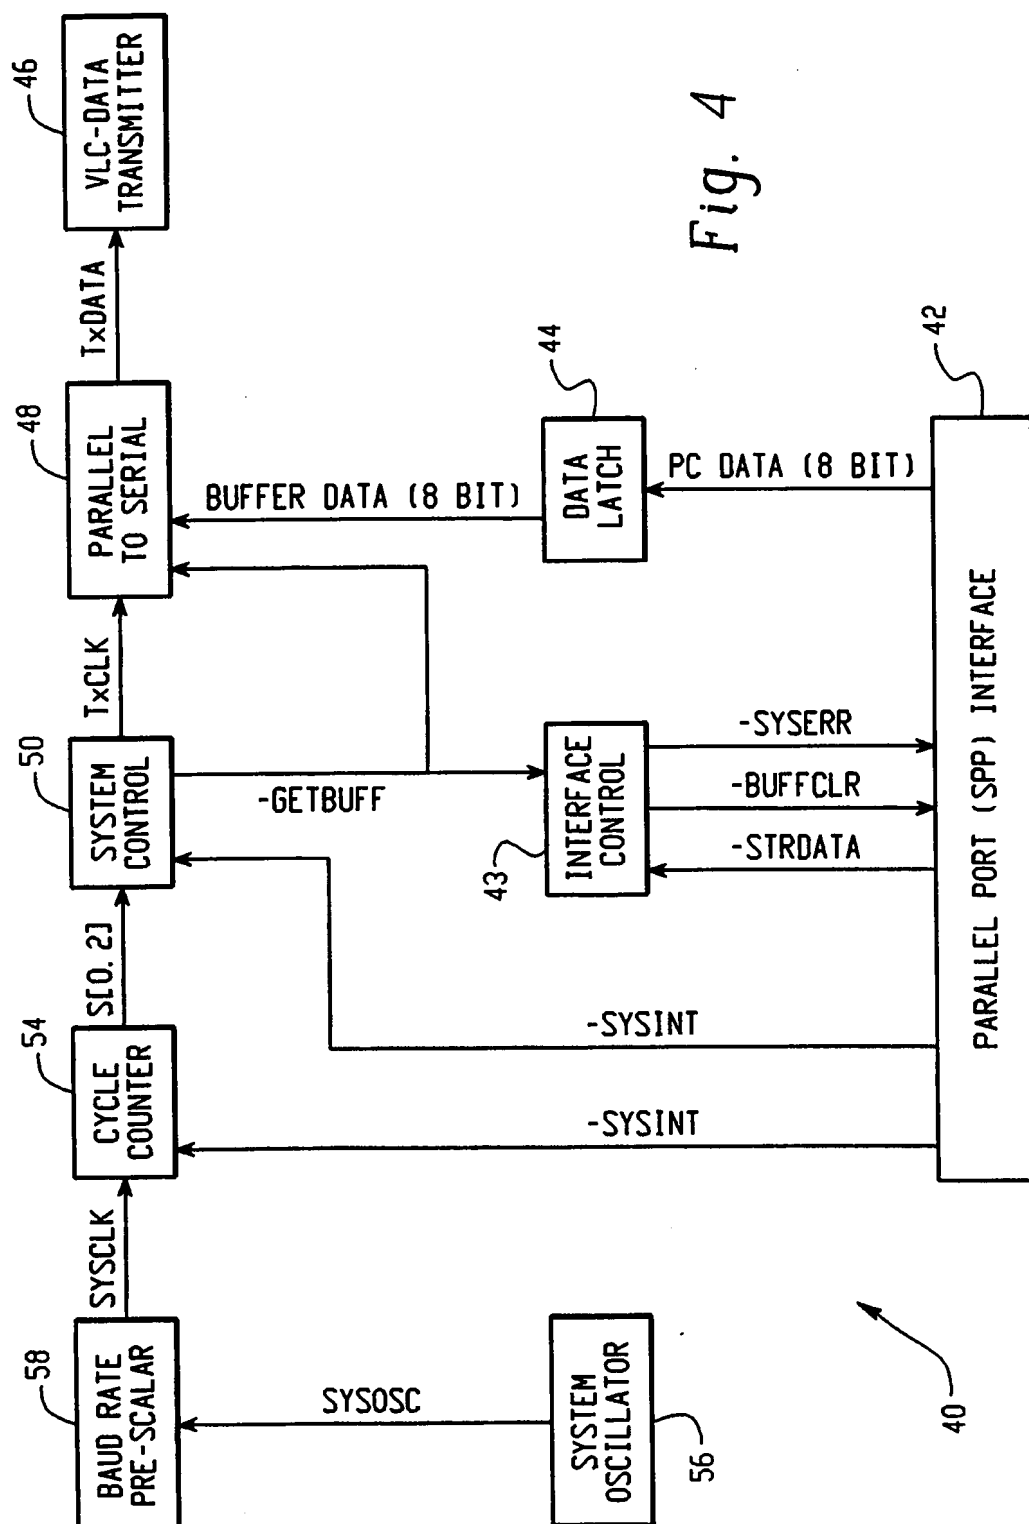 58
BAUD RATE
PRE-SCALAR
SYSCLK
54
CYCLE
COUNTER
S[0.2]
50
SYSTEM
CONTROL
TxCLK
48
PARALLEL
TO SERIAL
TxDATA
46
VLC-DATA
TRANSMITTER
SYSOSC
-GETBUFF
BUFFER DATA (8 BIT)
SYSTEM
OSCILLATOR
56
-SYSINT
-SYSINT
43
INTERFACE
CONTROL
DATA
LATCH
44
-STRDATA
-BUFFCLR
-SYSERR
PC DATA (8 BIT)
PARALLEL PORT (SPP) INTERFACE
42
40
Fig. 4